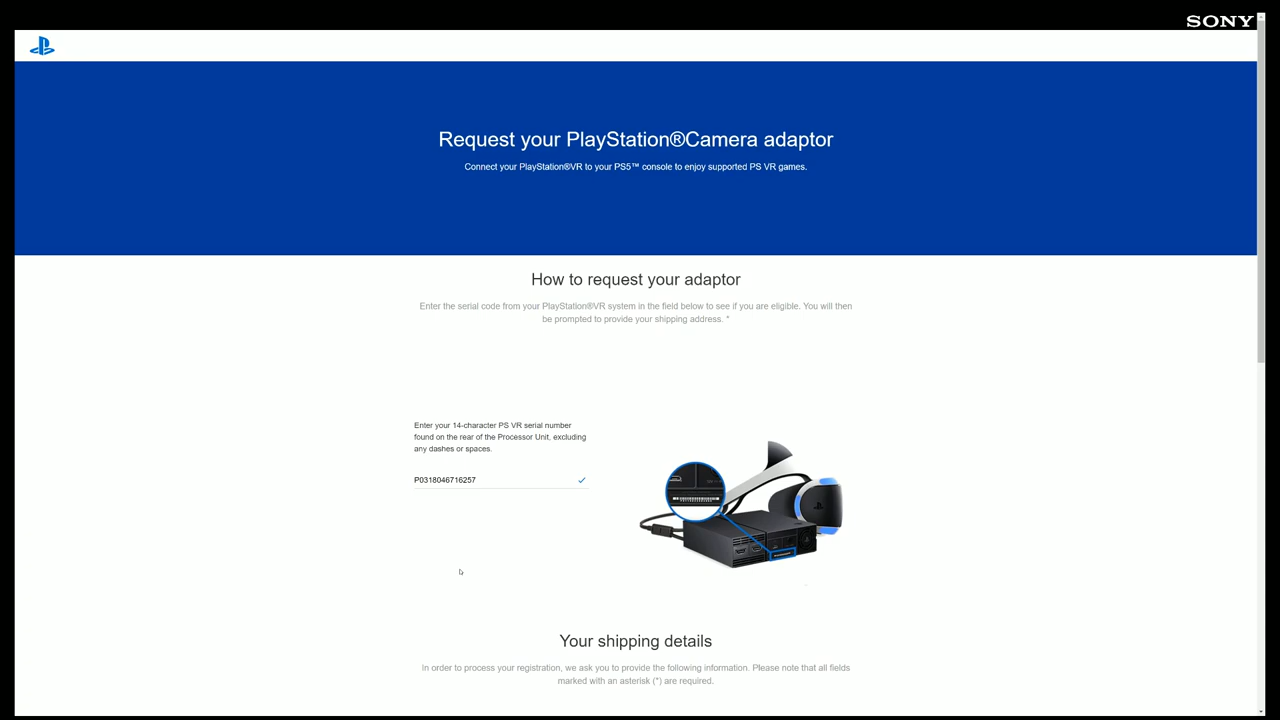 SONY
Request your PlayStation®Camera adaptor
Connect your PlayStation®VR to your PS5™ console to enjoy supported PS VR games.
How to request your adaptor
Enter the serial code from your PlayStation®VR system in the field below to see if you are eligible. You will then
be prompted to provide your shipping address. *
Enter your 14-character PS VR serial number
found on the rear of the Processor Unit, excluding
any dashes or spaces.
P0318046716257
Your shipping details
In order to process your registration, we ask you to provide the following information. Please note that all fields
marked with an asterisk (*) are required.